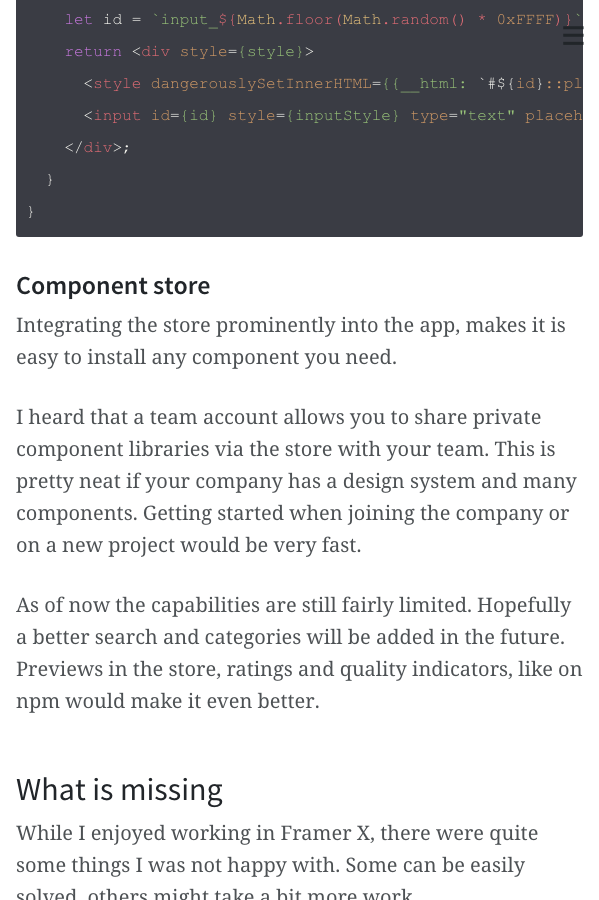 let id = `input_${Math.floor(Math.random() * 0xFFFF)}`
return <div style={style}>
<style dangerouslySetInnerHTML={{__html: `#${id}::pl
<input id={id} style={inputStyle} type="text" placeh
</div>;
}
}
Component store
Integrating the store prominently into the app, makes it is
easy to install any component you need.
I heard that a team account allows you to share private
component libraries via the store with your team. This is
pretty neat if your company has a design system and many
components. Getting started when joining the company or
on a new project would be very fast.
As of now the capabilities are still fairly limited. Hopefully
a better search and categories will be added in the future.
Previews in the store, ratings and quality indicators, like on
npm would make it even better.
What is missing
While I enjoyed working in Framer X, there were quite
some things I was not happy with. Some can be easily
solved, others might take a bit more work.